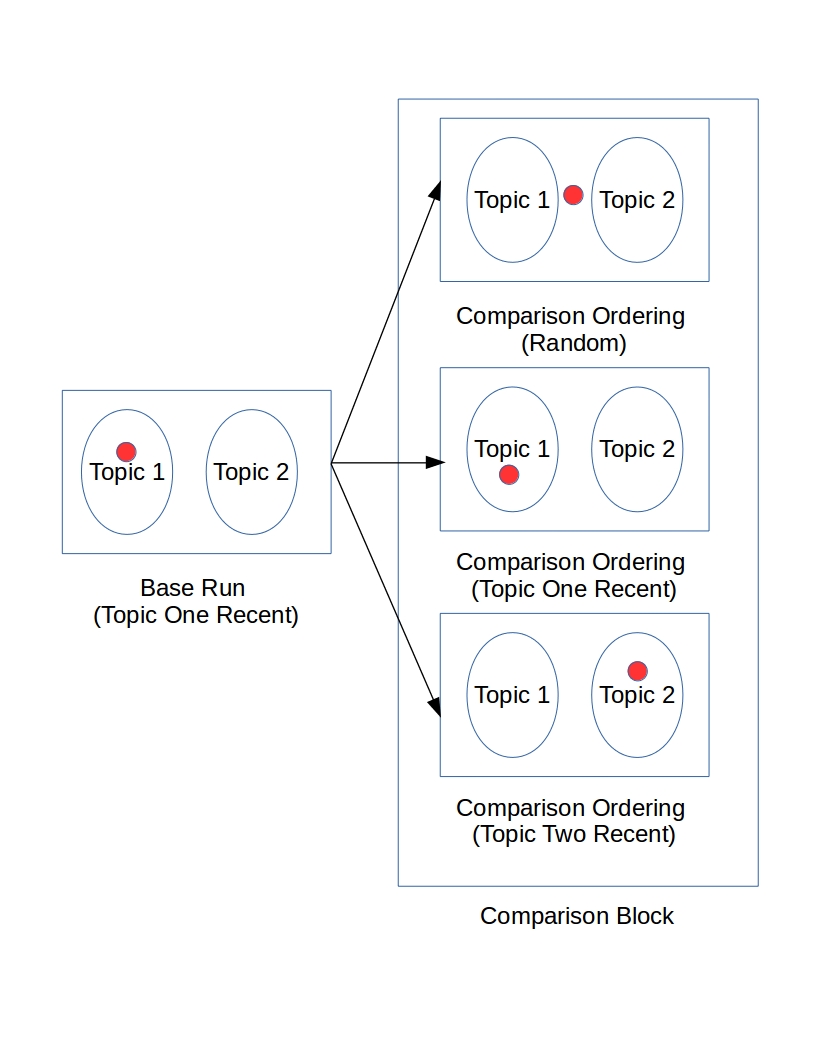 Topic 1 Topic 2
Base Run
(Topic One Recent)
Topic 1 Topic 2
Comparison Ordering
(Random)
Topic 1 Topic 2
Comparison Ordering
(Topic One Recent)
Topic 1 Topic 2
Comparison Ordering
(Topic Two Recent)
Comparison Block